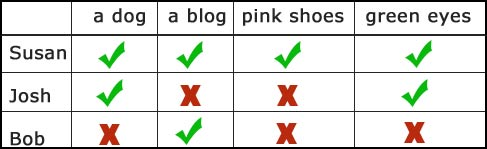 a dog a blog pink shoes green eyes
Susan
Josh
Bob